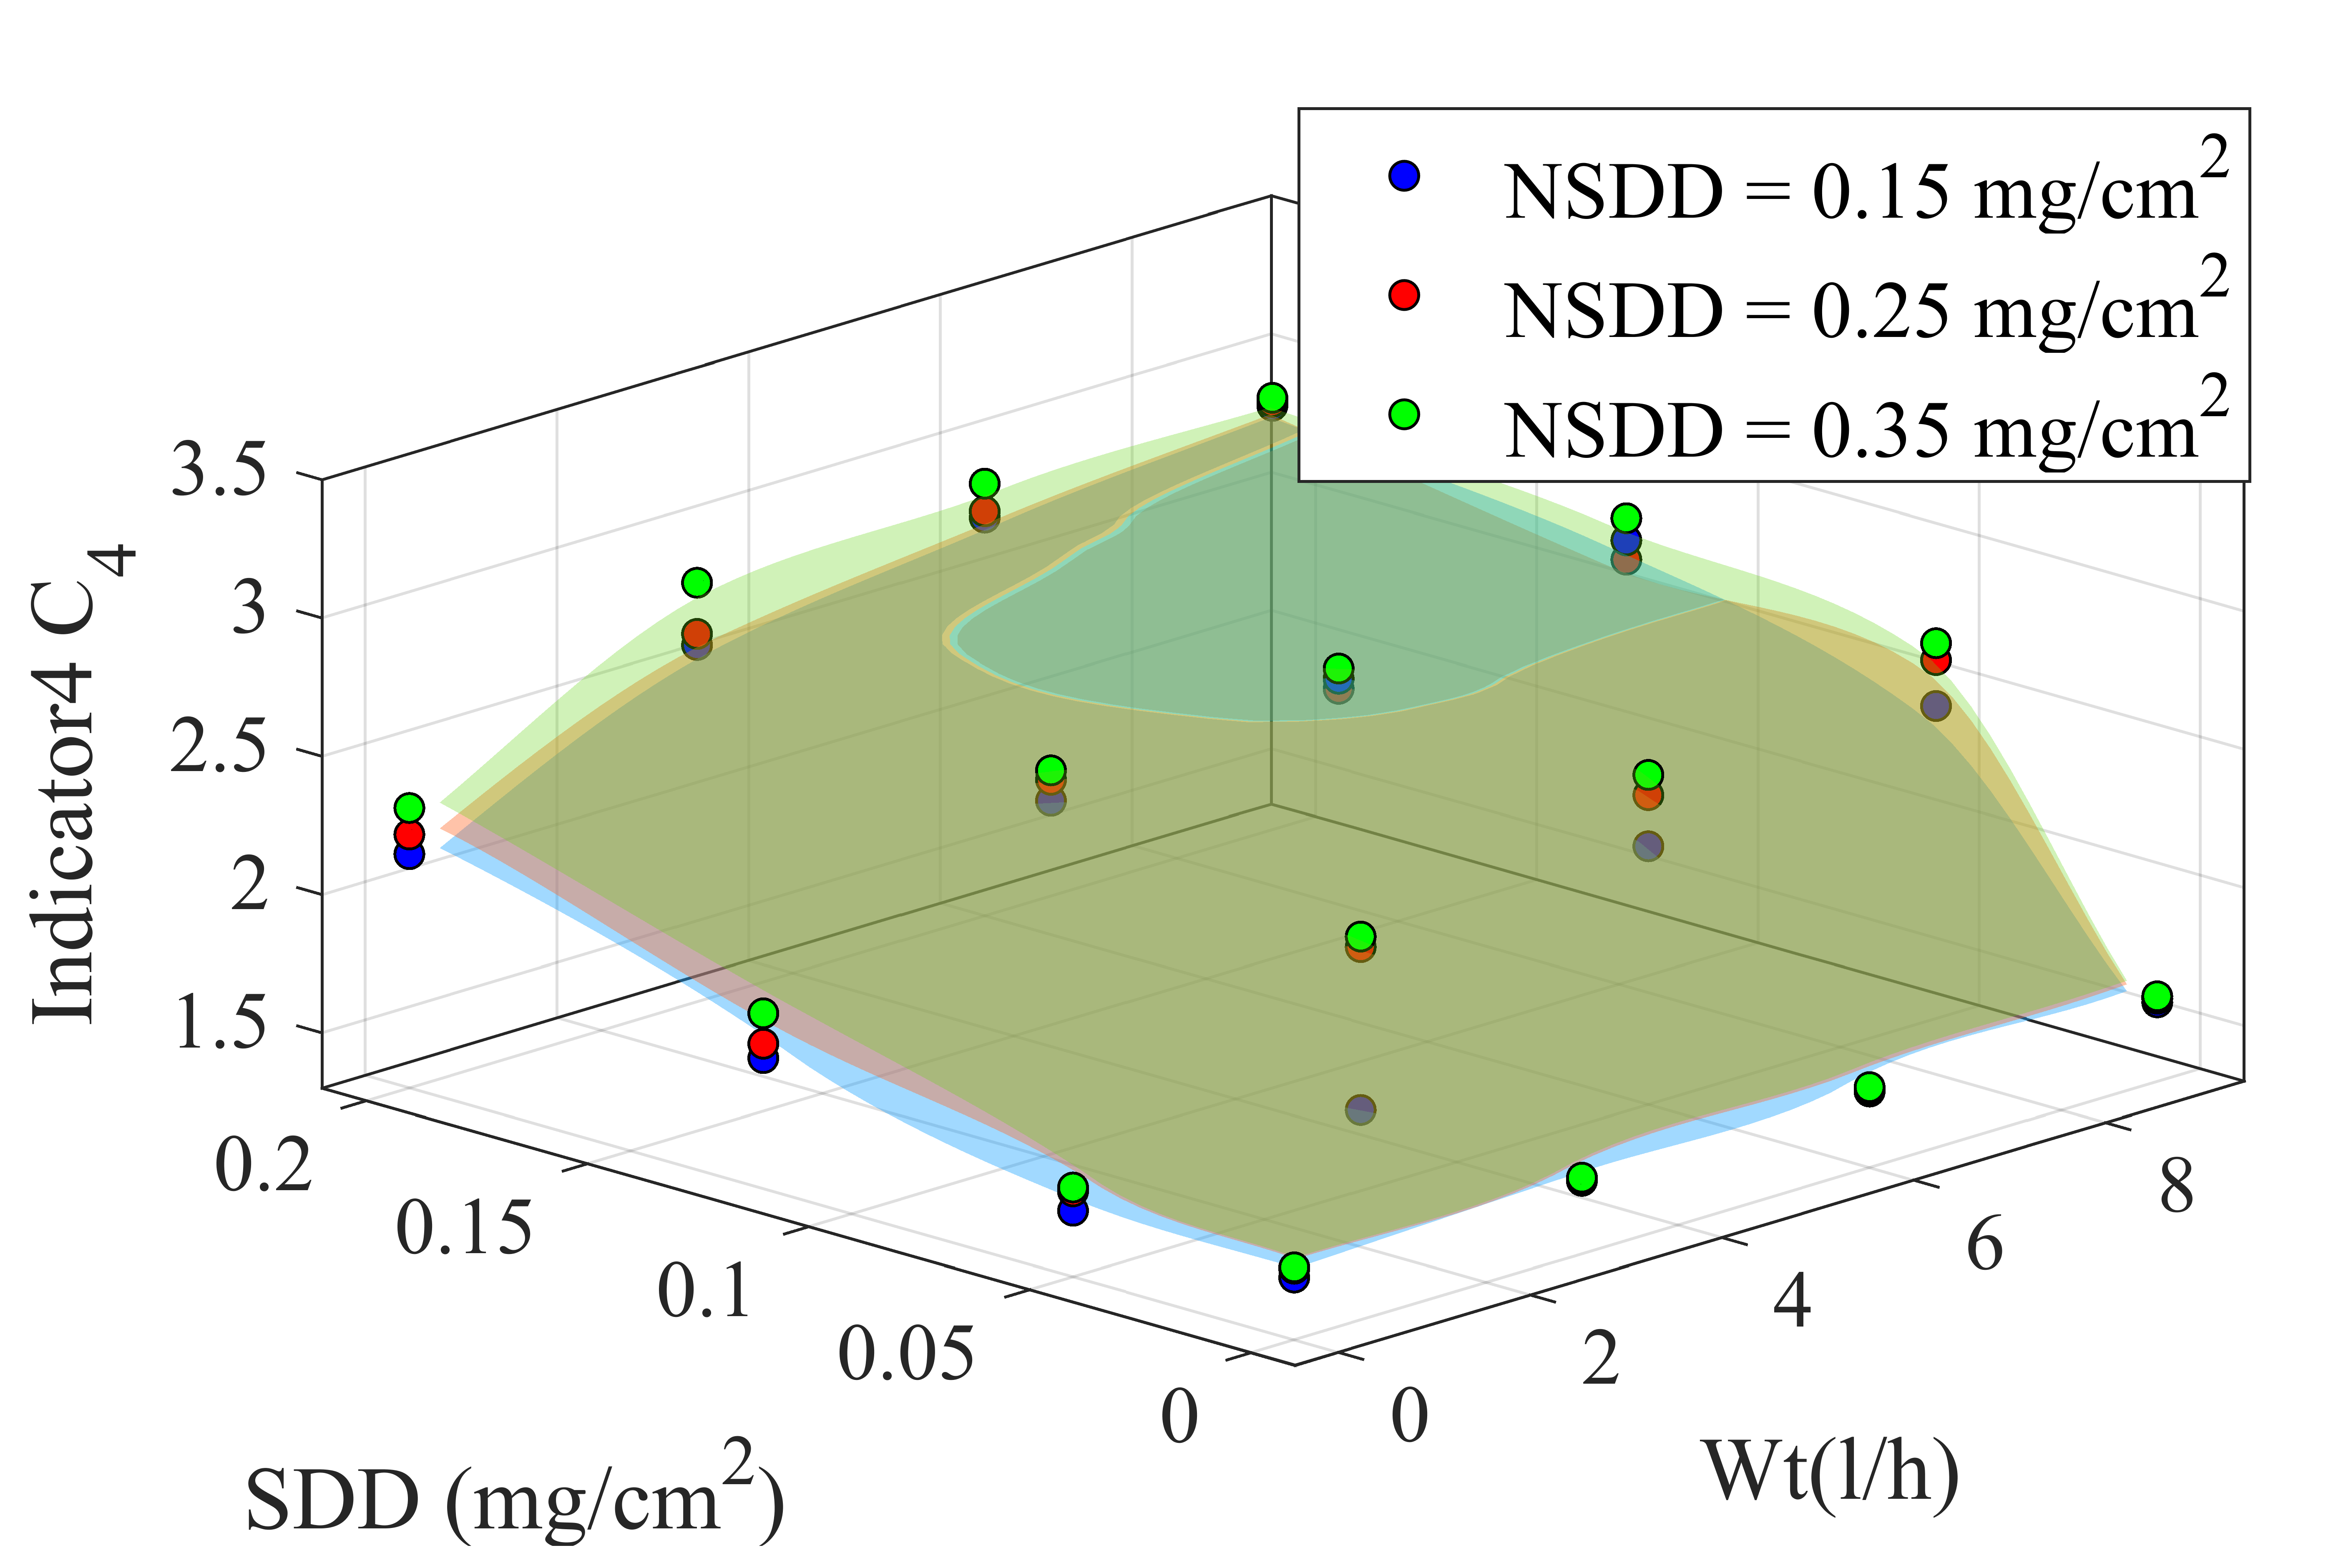 NSDD = 0.15 mg/cm²
NSDD = 0.25 mg/cm²
NSDD = 0.35 mg/cm²
Indicator4 C₄
3.5
3
2.5
2
1.5
0.2
0.15
0.1
0.05
0
SDD (mg/cm²)
0
2
4
6
8
Wt(l/h)